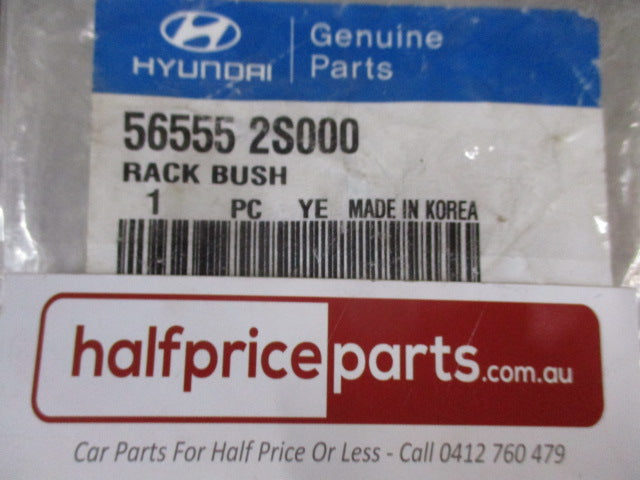 HYUNDAI
Genuine
Parts
56555 2S000
RACK BUSH
1 PC YE MADE IN KOREA
halfpriceparts.com.au
Car Parts For Half Price Or Less - Call 0412 760 479